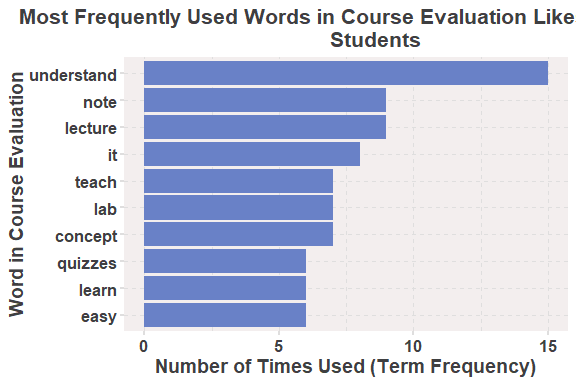 Most Frequently Used Words in Course Evaluation Like
Students
Word in Course Evaluation
understand
note
lecture
it
teach
lab
concept
quizzes
learn
easy
0 5 10 15
Number of Times Used (Term Frequency)